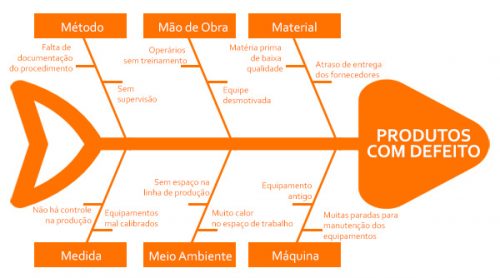 Método
Mão de Obra
Material
Falta de
documentação
do procedimento
Sem
supervisão
Operários
sem treinamento
Equipe
desmotivada
Matéria prima
de baixa
qualidade
Atraso de entrega
dos fornecedores
PRODUTOS
COM DEFEITO
Não há controle
na produção
Equipamentos
mal calibrados
Sem espaço na
linha de produção
Muito calor
no espaço de trabalho
Equipamento
antigo
Muitas paradas para
manutenção dos
equipamentos
Medida
Meio Ambiente
Máquina